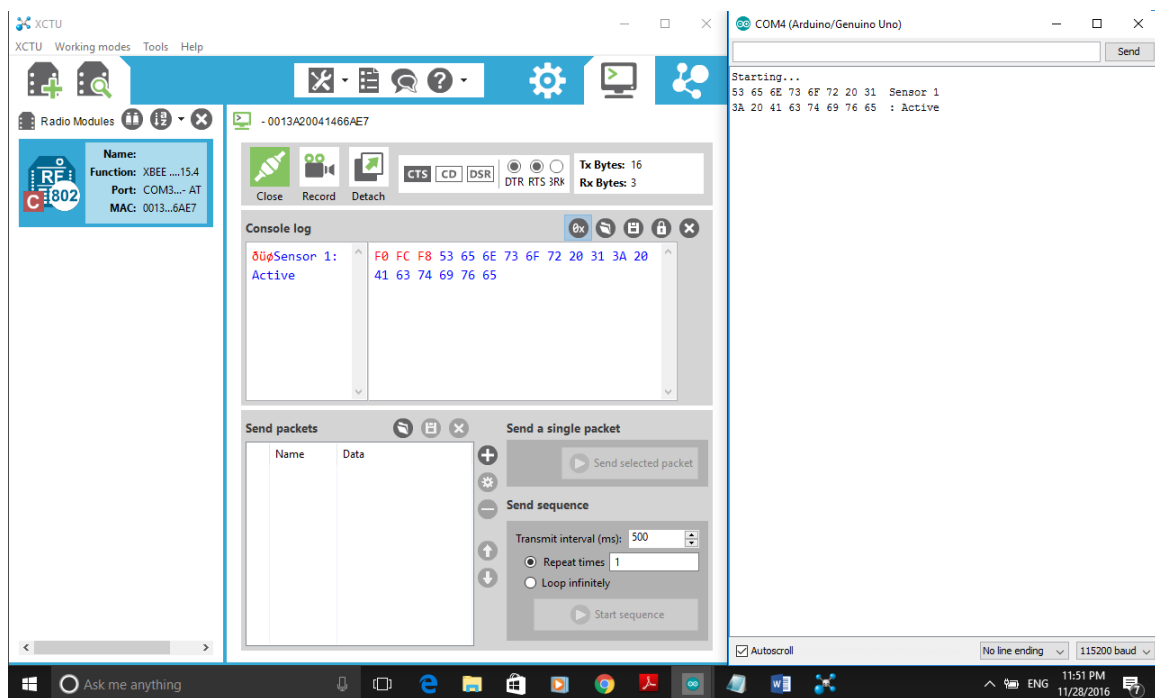 XCTU
XCTU Working modes Tools Help
Radio Modules
Name:
Function: XBEE ....15.4
Port: COM3...- AT
MAC: 0013...6AE7
RF
C 802
- 0013A20041466AE7
Close Record Detach
CTS CD DSR
DTR RTS 3RK
Tx Bytes: 16
Rx Bytes: 3
Console log
0x
ðüøSensor 1:
Active
F0 FC F8 53 65 6E 73 6F 72 20 31 3A 20
41 63 74 69 76 65
Send packets
Name Data
Send a single packet
Send selected packet
Send sequence
Transmit interval (ms): 500
Repeat times 1
Loop infinitely
Start sequence
COM4 (Arduino/Genuino Uno)
Send
Starting...
53 65 6E 73 6F 72 20 31 Sensor 1
3A 20 41 63 74 69 76 65 : Active
Autoscroll
No line ending
115200 baud
Ask me anything
ENG
11:51 PM
11/28/2016
7